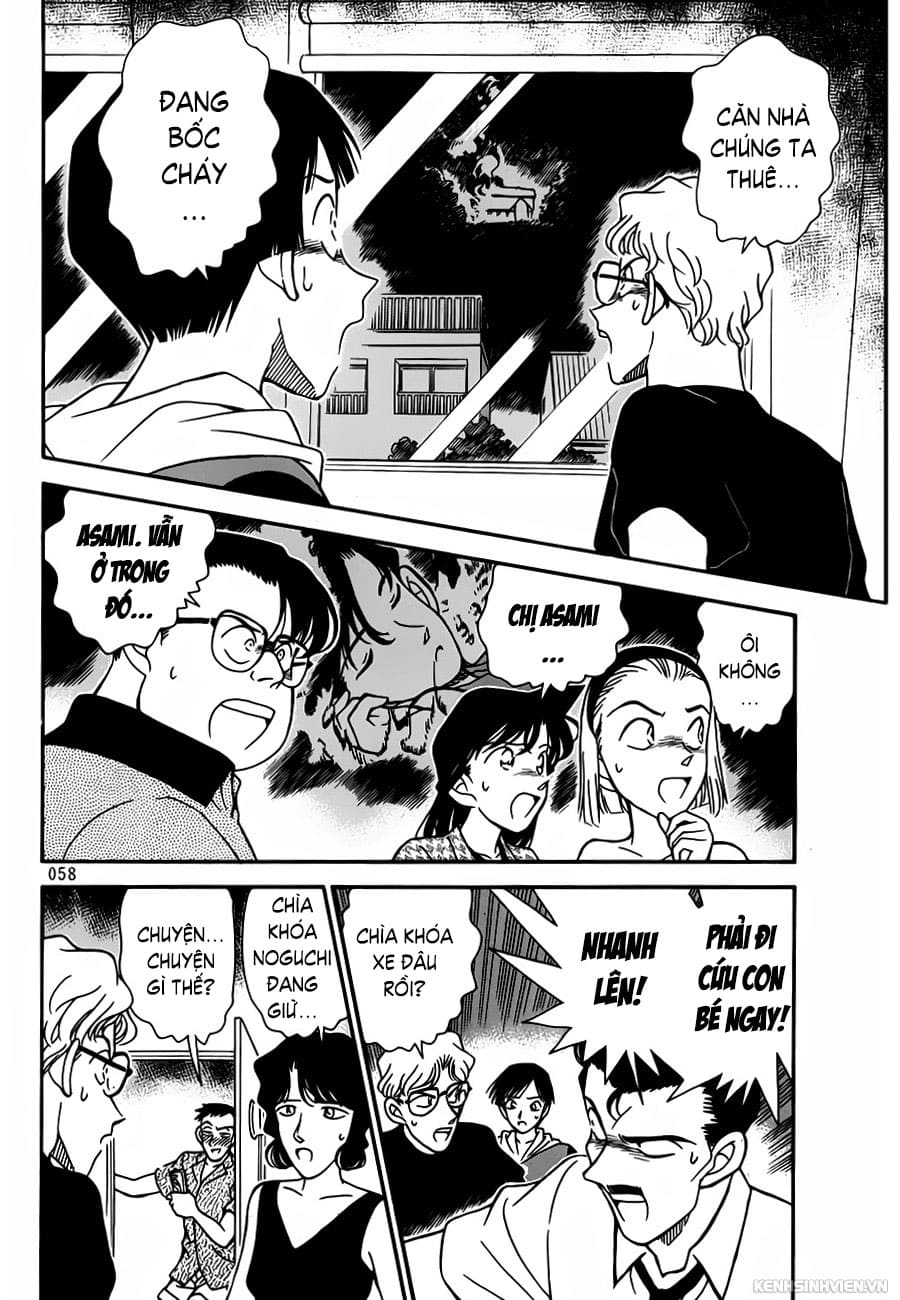 CĂN NHÀ
CHÚNG TA
THUÊ...
ĐANG
BỐC
CHÁY
...
ÔI
KHÔNG
...
CHỊ ASAMI
...
ASAMI. VẪN
Ở TRONG
ĐÓ...
058
PHẢI ĐI
CỨU CON
BÉ NGAY!
NHANH
LÊN!
CHÌA KHÓA
XE ĐÂU
RỒI?
CHÌA
KHÓA
NOGUCHI
ĐANG
GIỮ...
CHUYỆN...
CHUYỆN
GÌ THẾ?
KENHSINHVIEN.VN